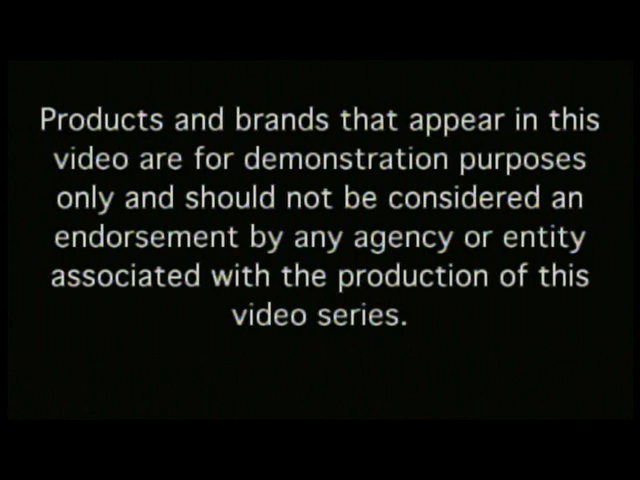 Products and brands that appear in this
video are for demonstration purposes
only and should not be considered an
endorsement by any agency or entity
associated with the production of this
video series.